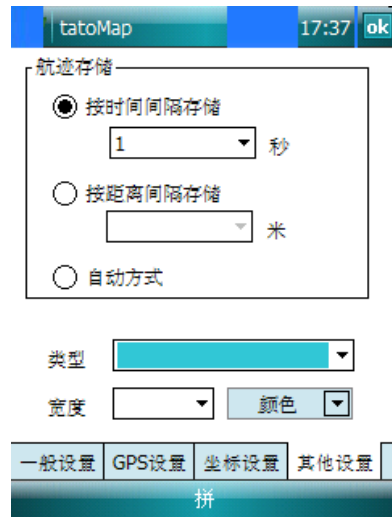 tatoMap 17:37 ok
航迹存储
按时间间隔存储
1 秒
按距离间隔存储
米
自动方式
类型
宽度 颜色
一般设置 GPS设置 坐标设置 其他设置
拼